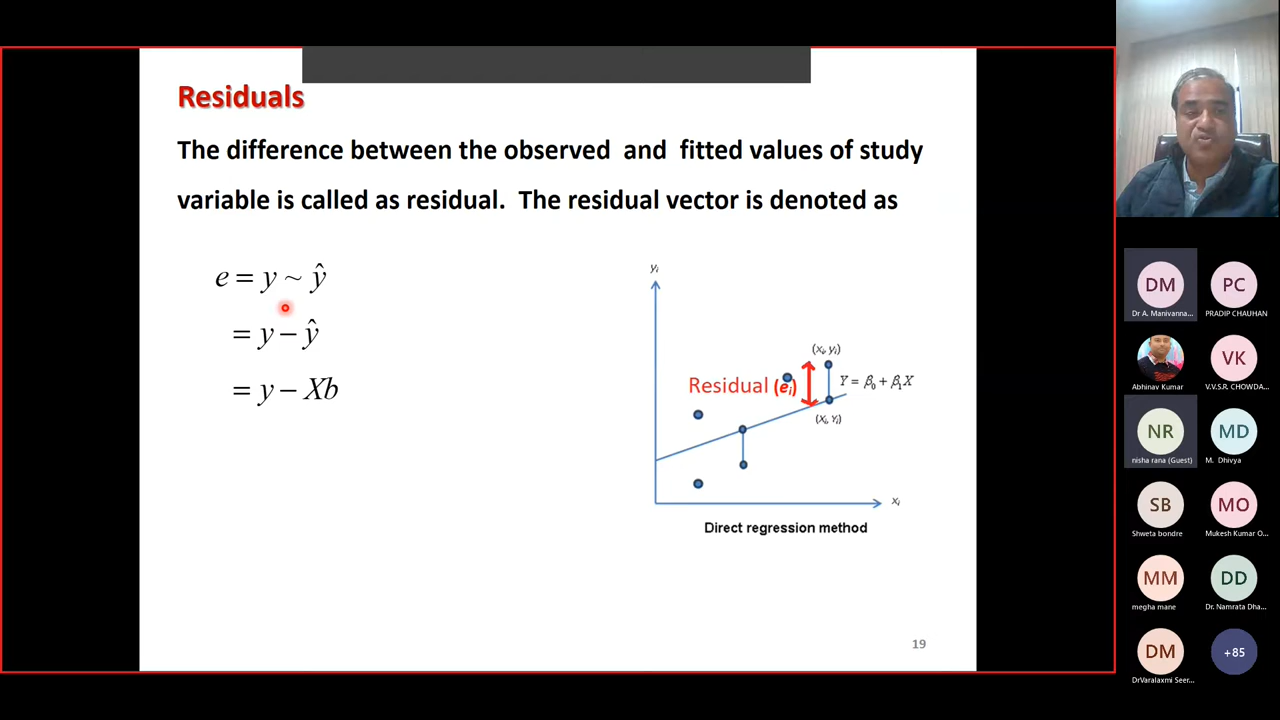 Residuals
The difference between the observed and fitted values of study
variable is called as residual. The residual vector is denoted as
e = y ~ ŷ
= y − ŷ
= y − Xb
yᵢ
(xᵢ, yᵢ)
Residual (eᵢ)
Y = β₀ + β₁X
(Xᵢ, Yᵢ)
xᵢ
Direct regression method
19
DM
Dr A. Manivanna...
PC
PRADIP CHAUHAN
Abhinav Kumar
VK
V.V.S.R. CHOWDA...
NR
nisha rana (Guest)
MD
M. Dhivya
SB
Shweta bondre
MO
Mukesh Kumar O...
MM
megha mane
DD
Dr. Namrata Dha...
DM
DrVaralaxmi Seer...
+85